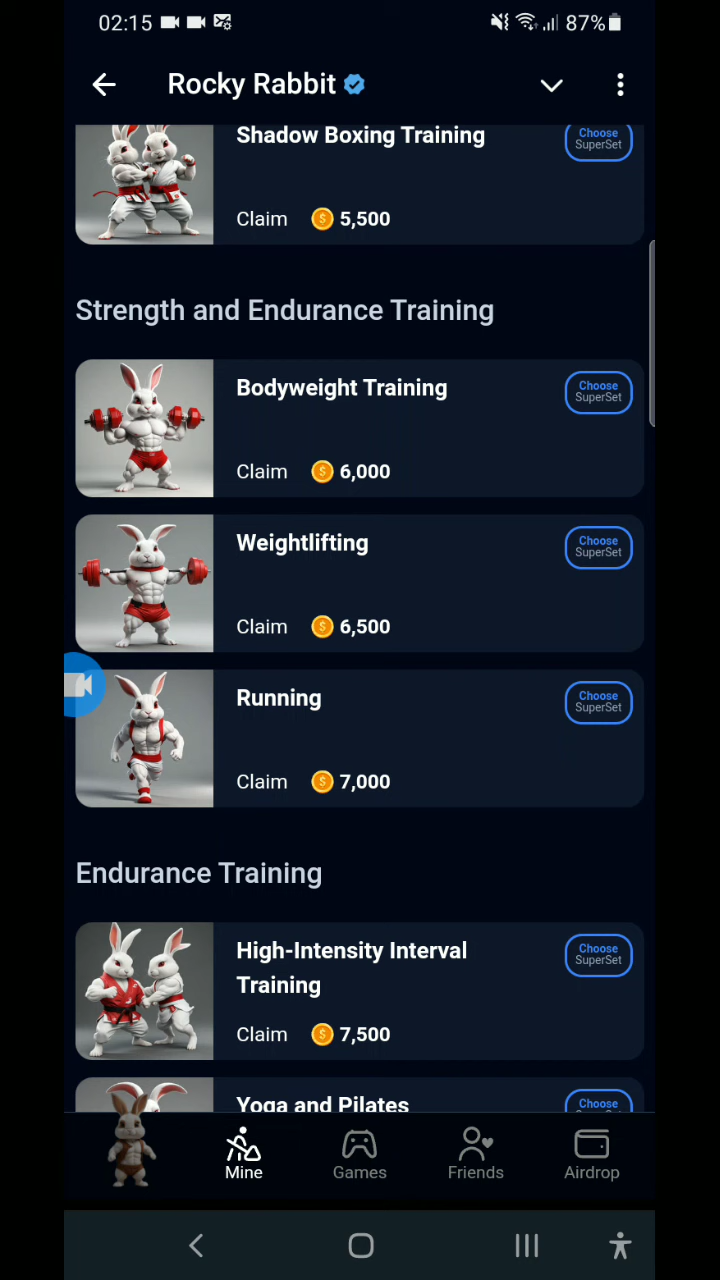 02:15
87%
Rocky Rabbit
Shadow Boxing Training
Choose
SuperSet
Claim 5,500
Strength and Endurance Training
Bodyweight Training
Choose
SuperSet
Claim 6,000
Weightlifting
Choose
SuperSet
Claim 6,500
Running
Choose
SuperSet
Claim 7,000
Endurance Training
High-Intensity Interval
Training
Choose
SuperSet
Claim 7,500
Yoga and Pilates
Choose
Mine
Games
Friends
Airdrop